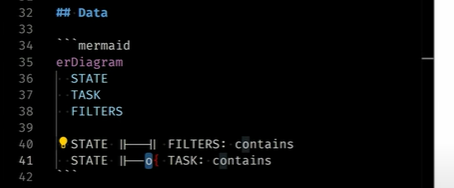 32 ## Data
33
34 ```mermaid
35 erDiagram
36 STATE
37 TASK
38 FILTERS
39
40 STATE ||--|| FILTERS: contains
41 STATE ||--o{ TASK: contains
42 ```